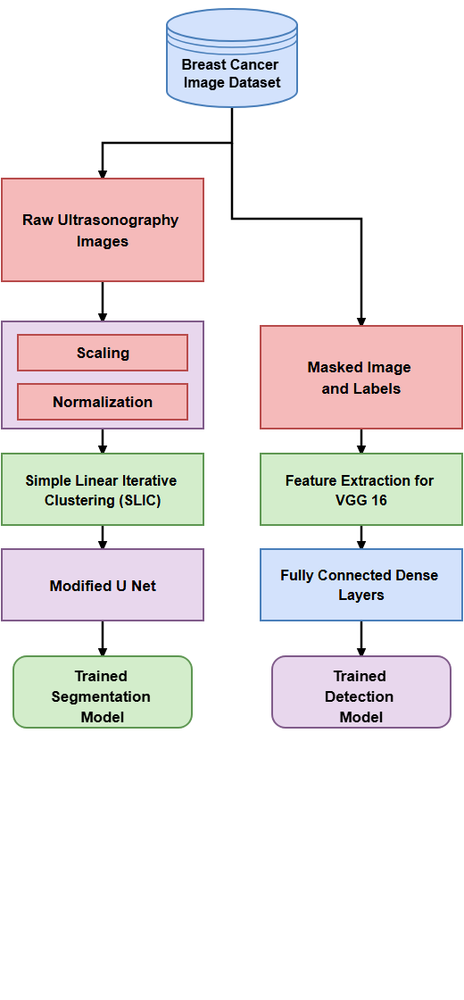 Breast Cancer
Image Dataset
Raw Ultrasonography
Images
Scaling
Normalization
Simple Linear Iterative
Clustering (SLIC)
Modified U Net
Trained
Segmentation
Model
Masked Image
and Labels
Feature Extraction for
VGG 16
Fully Connected Dense
Layers
Trained
Detection
Model